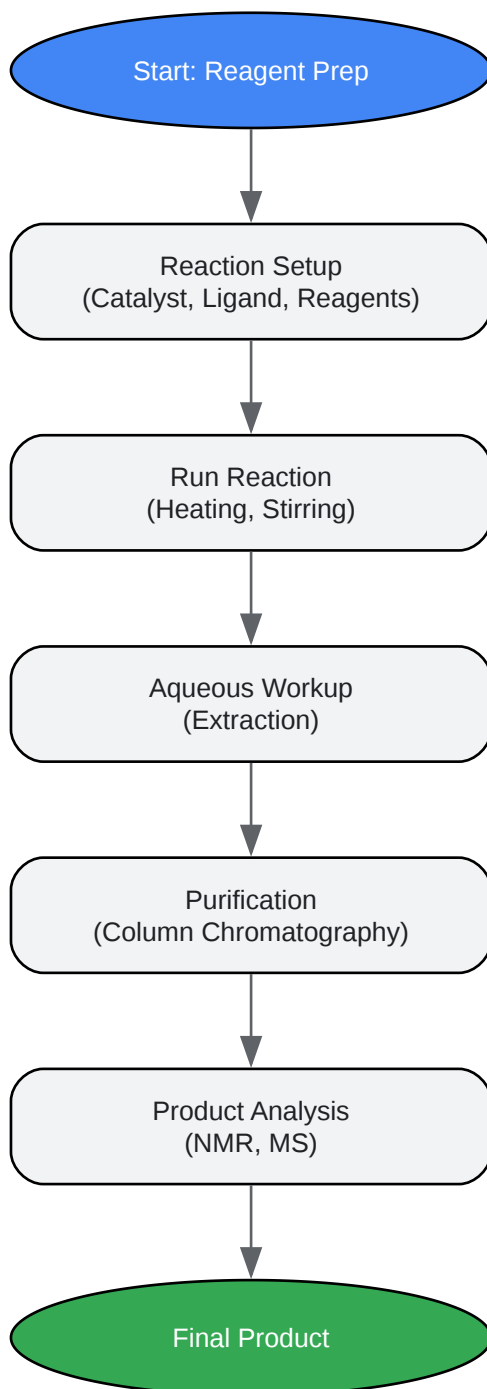 Start: Reagent Prep
Reaction Setup
(Catalyst, Ligand, Reagents)
Run Reaction
(Heating, Stirring)
Aqueous Workup
(Extraction)
Purification
(Column Chromatography)
Product Analysis
(NMR, MS)
Final Product